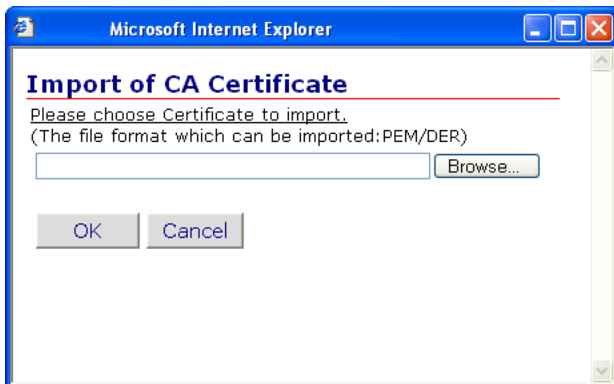 Microsoft Internet Explorer
Import of CA Certificate
Please choose Certificate to import.
(The file format which can be imported:PEM/DER)
Browse...
OK Cancel